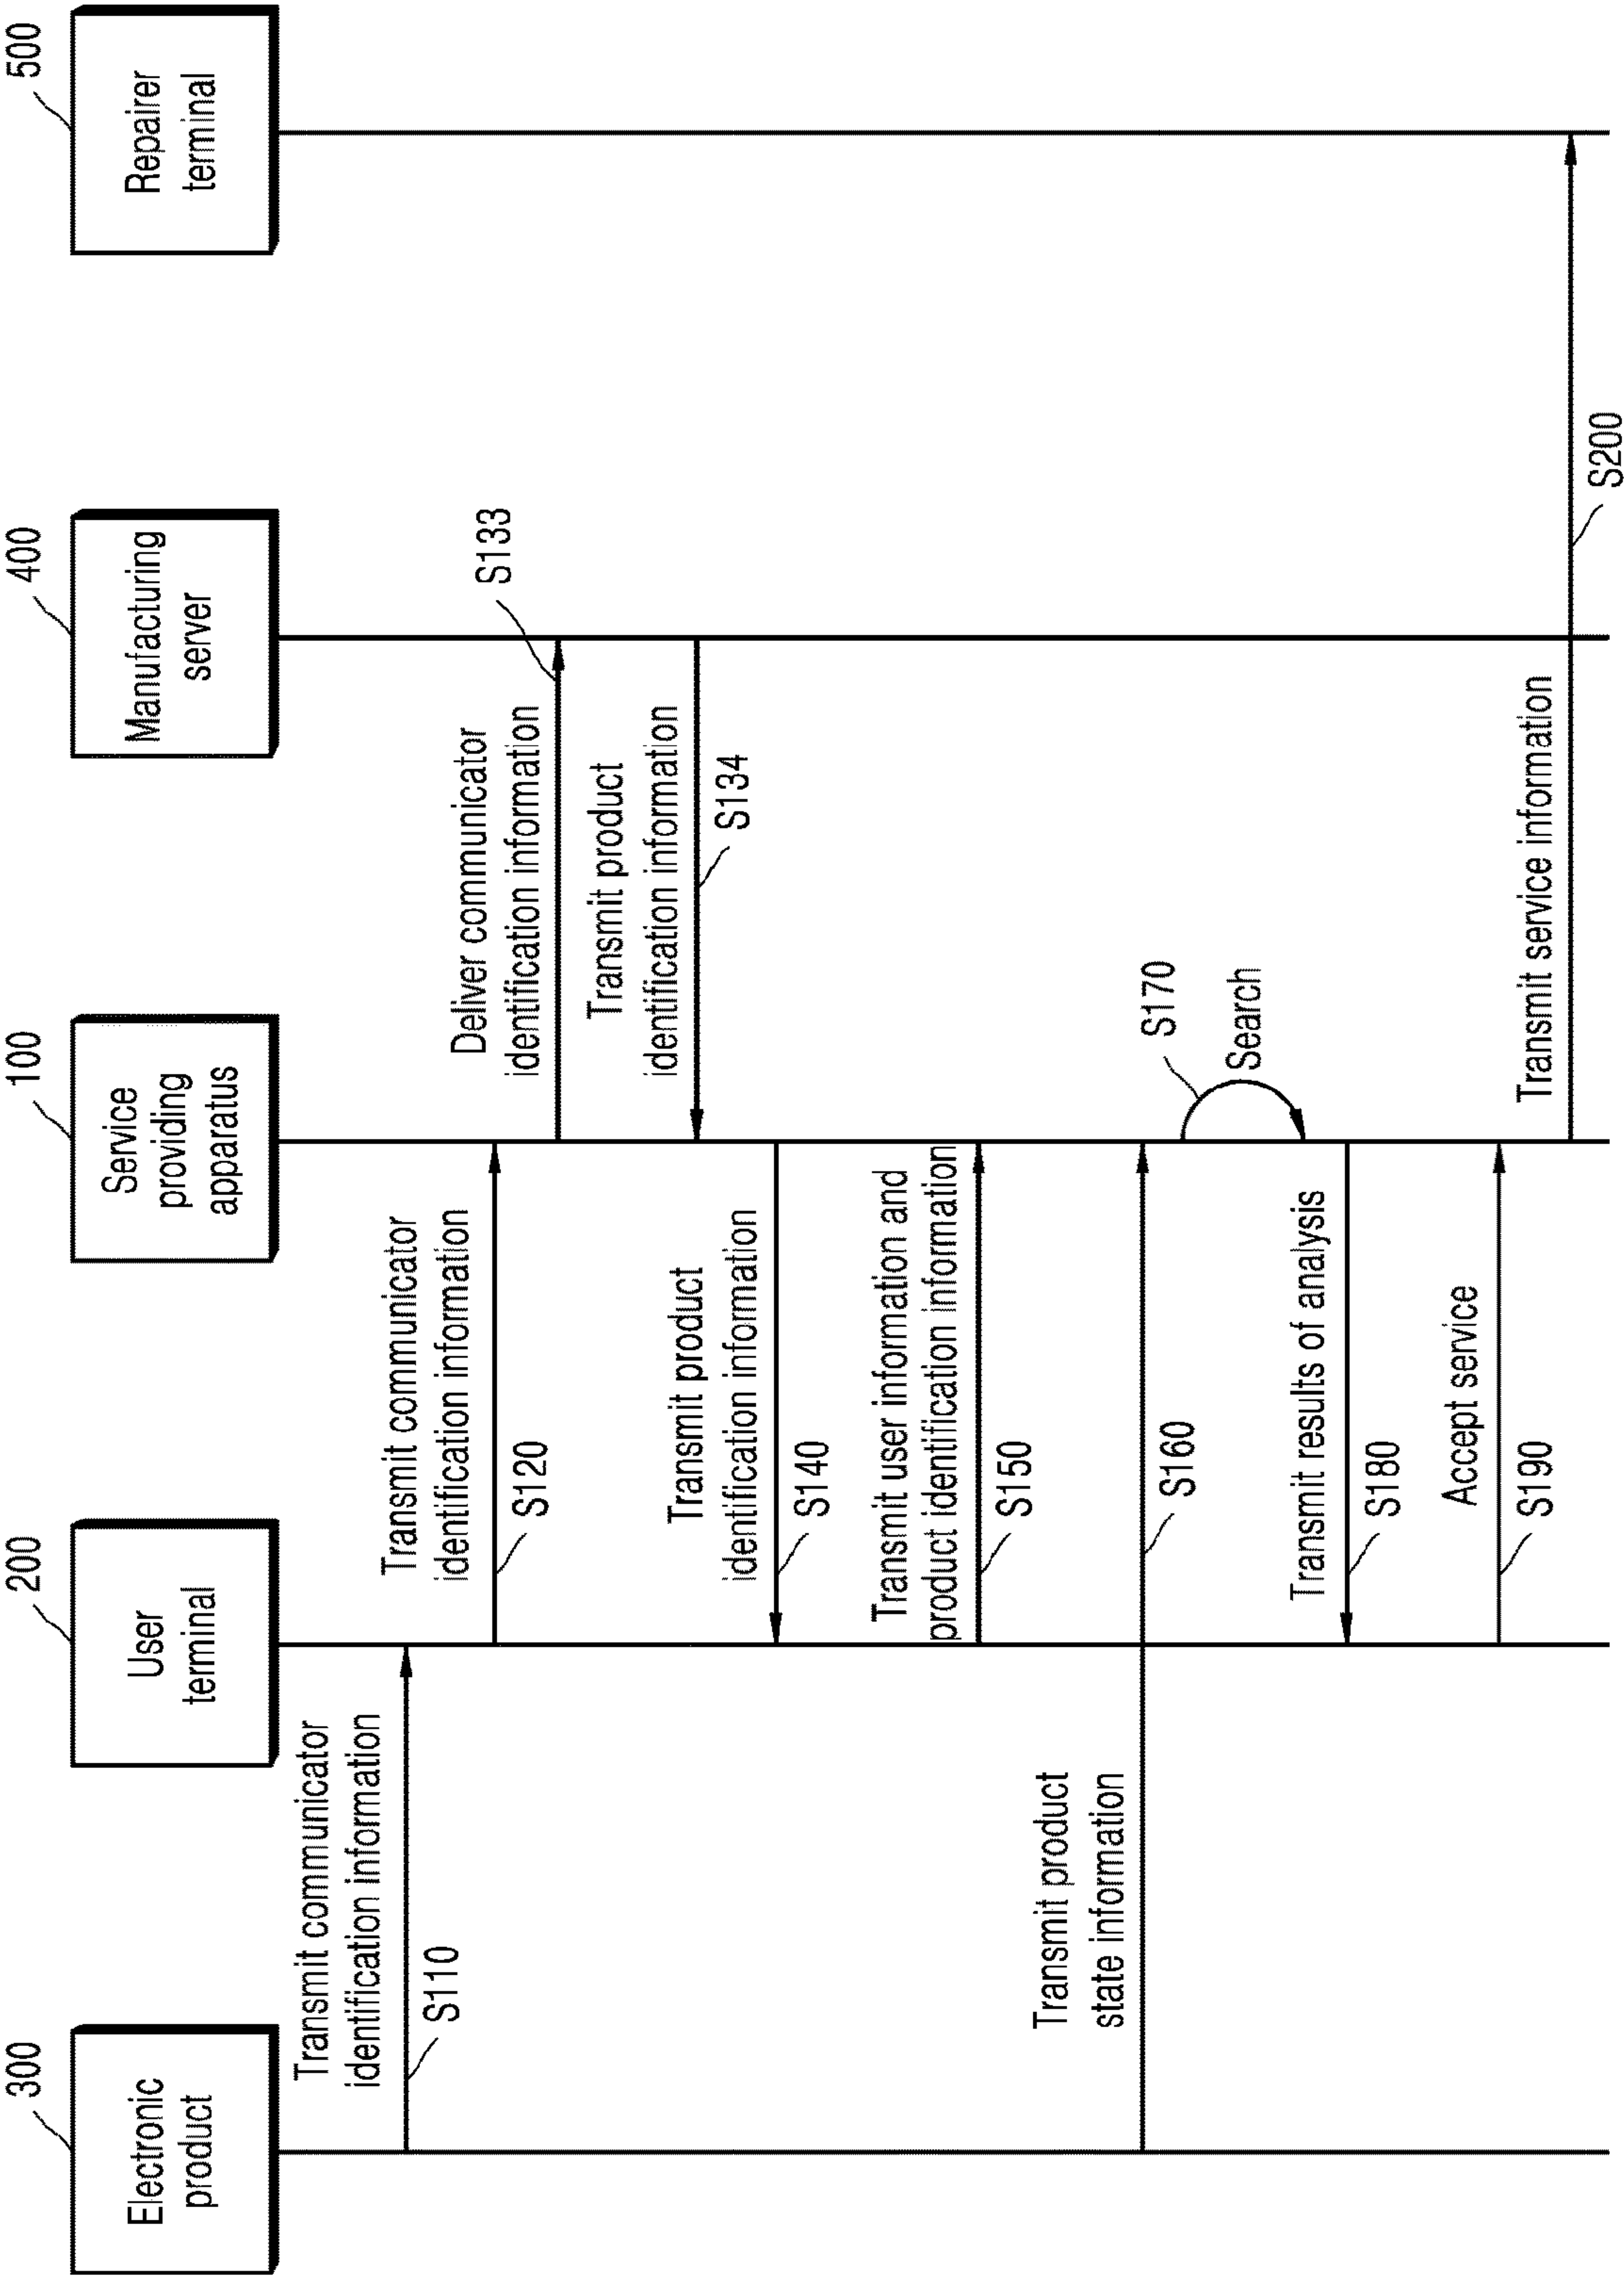 300
Electronic
product
200
User
terminal
100
Service
providing
apparatus
400
Manufacturing
server
500
Repairer
terminal
Transmit communicator
identification information
S110
Transmit communicator
identification information
S120
Deliver communicator
identification information
S133
Transmit product
identification information
S134
Transmit product
identification information
S140
Transmit user information and
product identification information
S150
Transmit product
state information
S160
S170
Search
Transmit results of analysis
S180
Accept service
S190
Transmit service information
S200